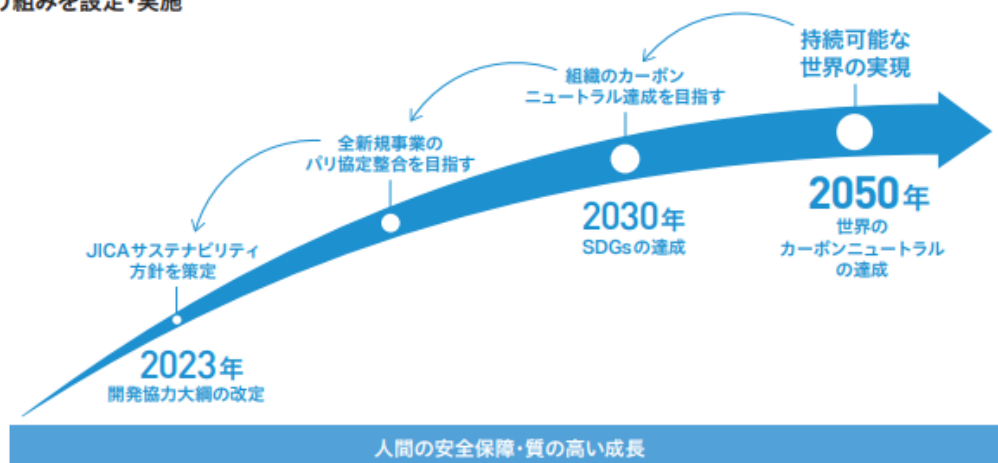 り組みを設定・実施
持続可能な
世界の実現
組織のカーボン
ニュートラル達成を目指す
全新規事業の
パリ協定整合を目指す
JICAサステナビリティ
方針を策定
2023年
開発協力大綱の改定
2030年
SDGsの達成
2050年
世界の
カーボンニュートラル
の達成
人間の安全保障・質の高い成長